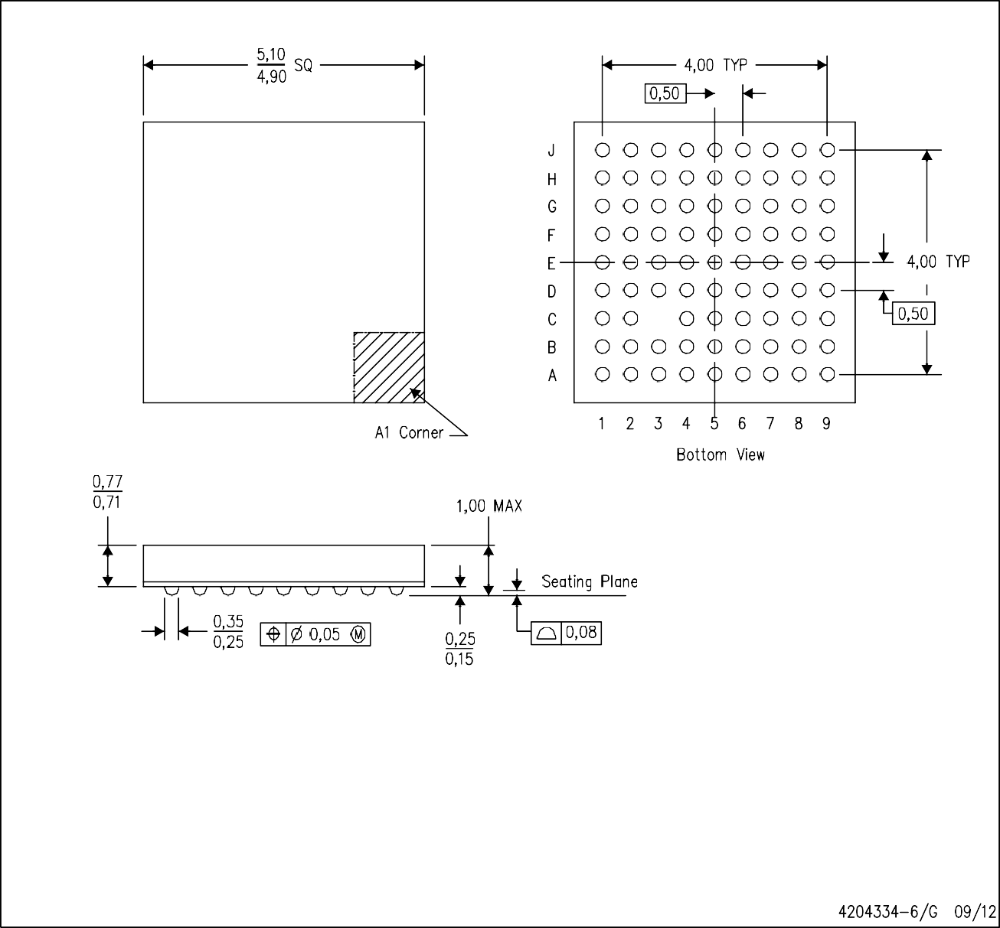 5,10
4,90 SQ
A1 Corner
4,00 TYP
0,50
J
H
G
F
E
D
C
B
A
4,00 TYP
0,50
1 2 3 4 5 6 7 8 9
Bottom View
0,77
0,71
1,00 MAX
Seating Plane
0,35
0,25
⌖ ⌀ 0,05 Ⓜ
0,25
0,15
⌓ 0,08
4204334-6/G 09/12